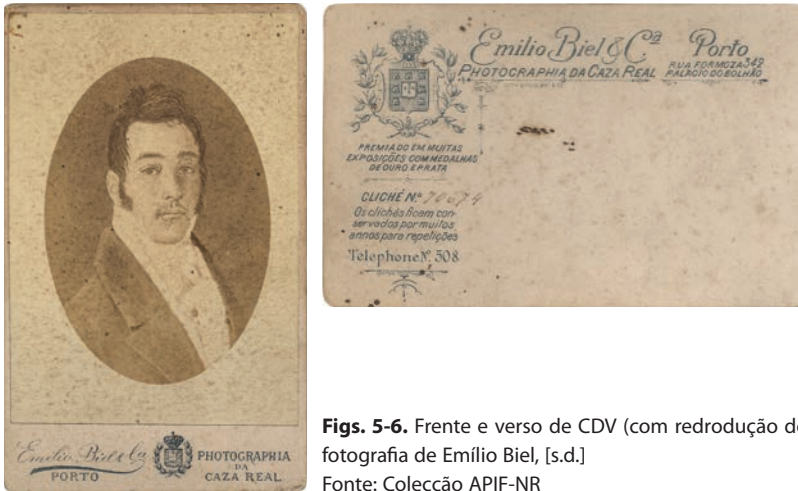 Emilio Biel & Ca
PORTO
PHOTOGRAPHIA
DA
CAZA REAL
Emilio Biel & Cª
PHOTOGRAPHIA DA CAZA REAL
Porto
RUA FORMOZA 342
PALACIO DO BOLHÃO
PREMIADO EM MUITAS
EXPOSIÇÕES COM MEDALHAS
DE OURO E PRATA
CLICHÉ N.º
Os clichés ficam con-
servados por muitos
annos para repetições
Telephone Nº. 508
Figs. 5-6. Frente e verso de CDV (com redrodução de
fotografia de Emílio Biel, [s.d.]
Fonte: Colecção APIF-NR